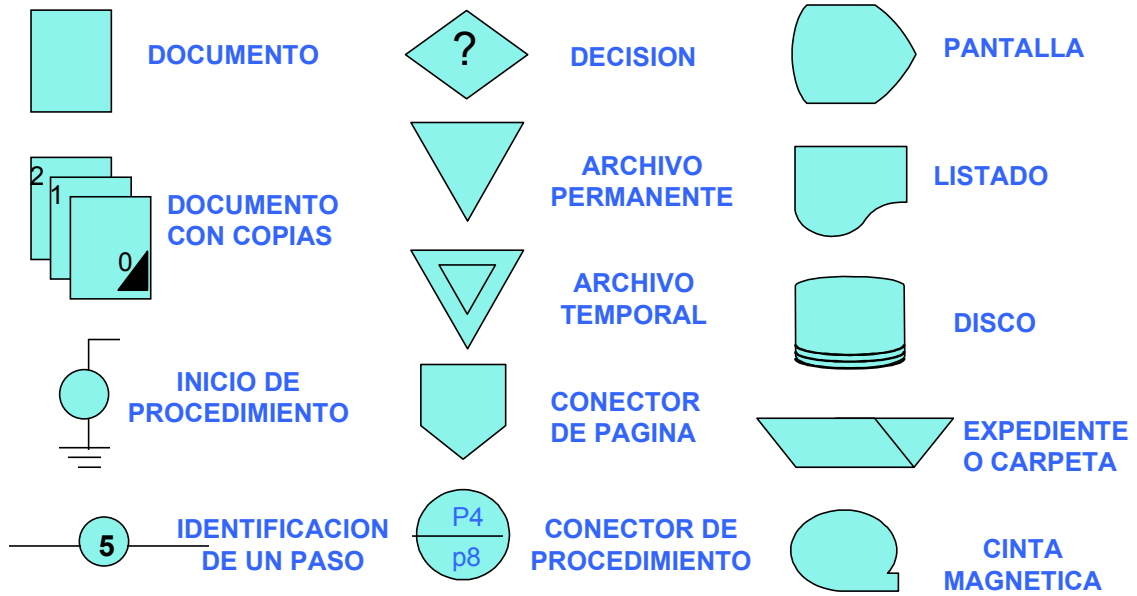 DOCUMENTO
2
1
0
DOCUMENTO
CON COPIAS
INICIO DE
PROCEDIMIENTO
5
IDENTIFICACION
DE UN PASO
?
DECISION
ARCHIVO
PERMANENTE
ARCHIVO
TEMPORAL
CONECTOR
DE PAGINA
P4
p8
CONECTOR DE
PROCEDIMIENTO
PANTALLA
LISTADO
DISCO
EXPEDIENTE
O CARPETA
CINTA
MAGNETICA